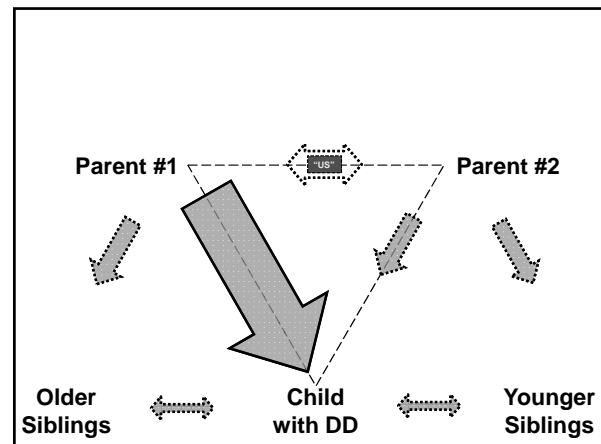 Parent #1
"US"
Parent #2
Older
Siblings
Child
with DD
Younger
Siblings